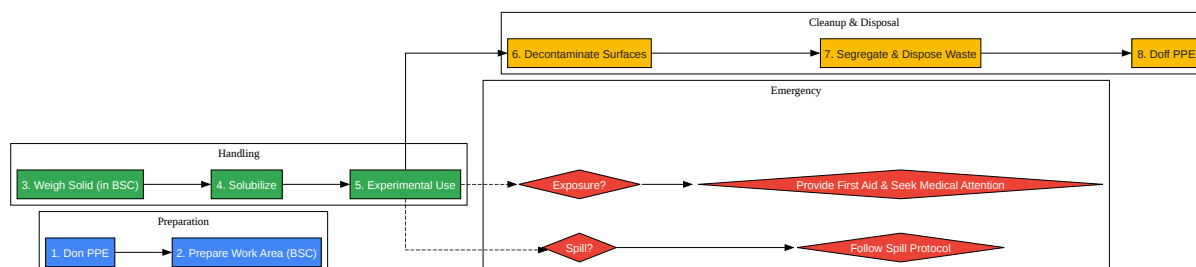 Cleanup & Disposal
6. Decontaminate Surfaces
7. Segregate & Dispose Waste
8. Doff PPE
Emergency
Handling
3. Weigh Solid (in BSC)
4. Solubilize
5. Experimental Use
Exposure?
Provide First Aid & Seek Medical Attention
Preparation
1. Don PPE
2. Prepare Work Area (BSC)
Spill?
Follow Spill Protocol